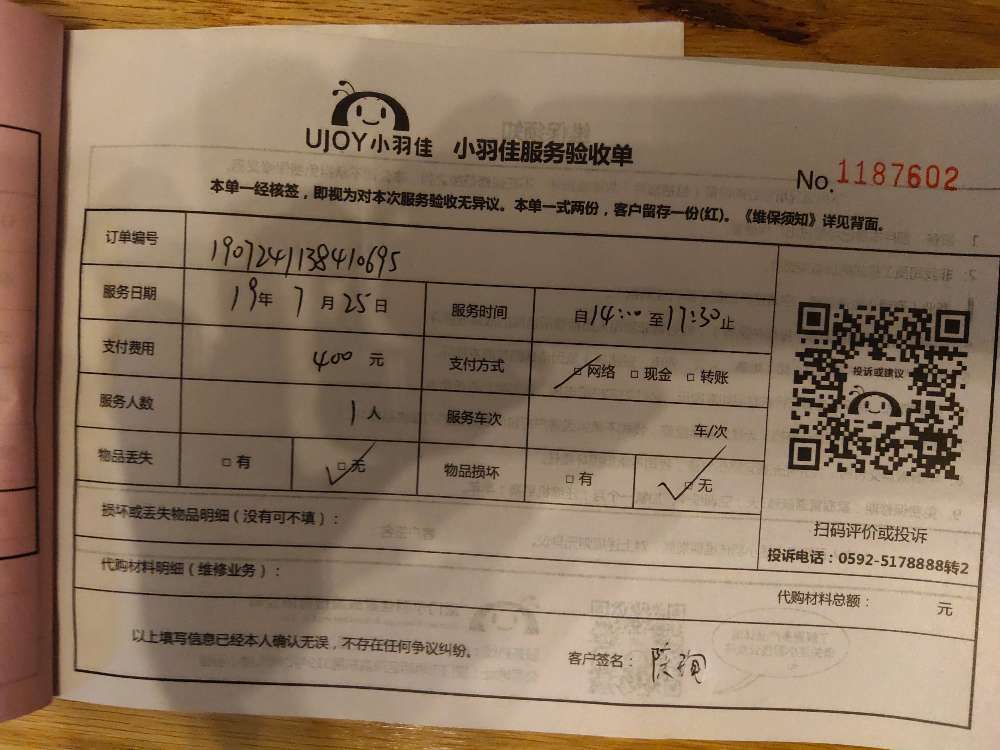 UJOY小羽佳 小羽佳服务验收单
No.1187602
本单一经核签，即视为对本次服务验收无异议。本单一式两份，客户留存一份(红)。《维保须知》详见背面。
订单编号 190724113841069​5
服务日期 19年 7月 25日 服务时间 自14:00至17:30止
支付费用 400 元 支付方式 □网络 □现金 □转账
服务人数 1人 服务车次 车/次
物品丢失 □有 □无 物品损坏 □有 □无
投诉或建议
扫码评价或投诉
投诉电话：0592-5178888转2
损坏或丢失物品明细（没有可不填）：
代购材料明细（维修业务）：
代购材料总额： 元
以上填写信息已经本人确认无误，不存在任何争议纠纷。
客户签名：